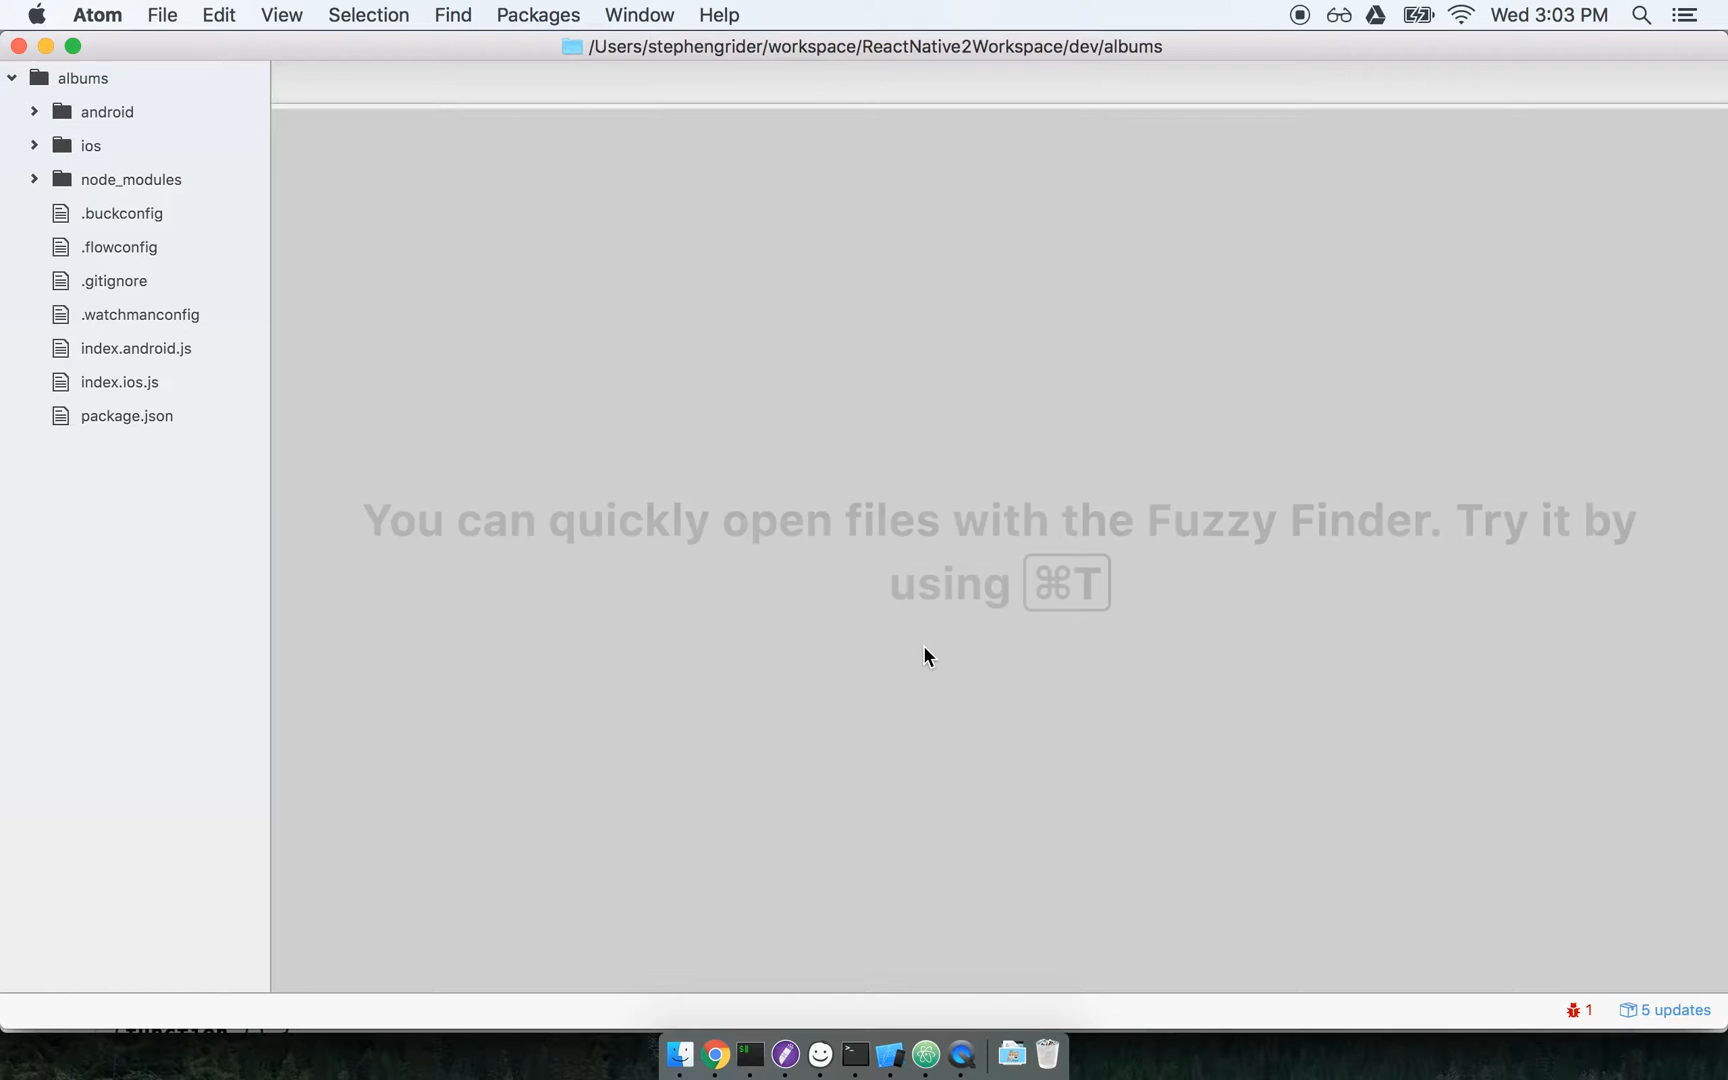 Atom File Edit View Selection Find Packages Window Help Wed 3:03 PM
/Users/stephengrider/workspace/ReactNative2Workspace/dev/albums
albums
android
ios
node_modules
.buckconfig
.flowconfig
.gitignore
.watchmanconfig
index.android.js
index.ios.js
package.json
You can quickly open files with the Fuzzy Finder. Try it by
using ⌘T
1 5 updates